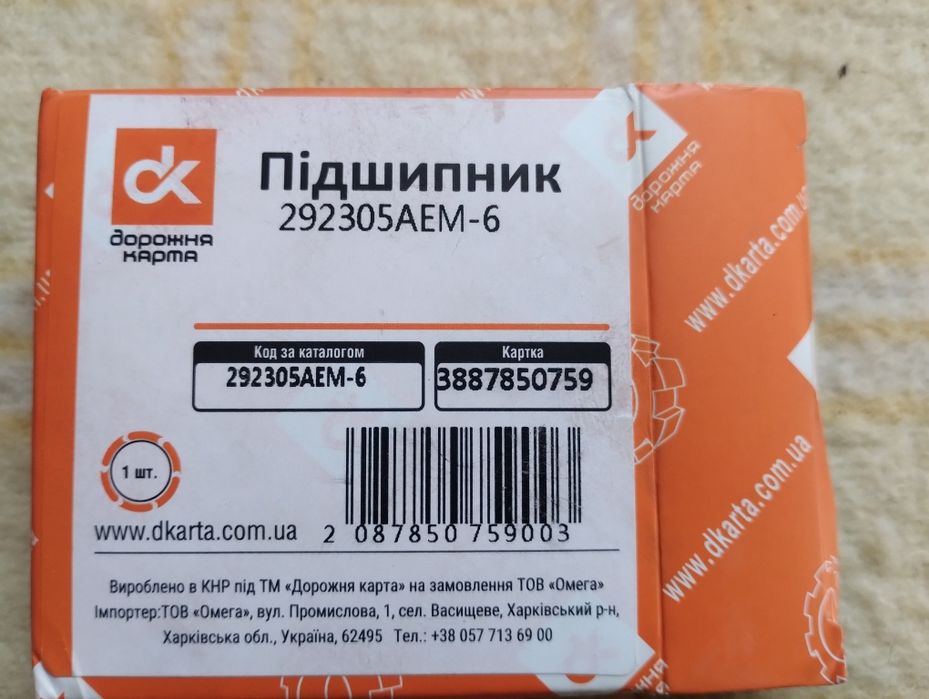 дк
дорожня
карта
Підшипник
292305АЕМ-6
Код за каталогом
292305АЕМ-6
Картка
3887850759
1 шт.
www.dkarta.com.ua
2 087850 759003
Вироблено в КНР під ТМ «Дорожня карта» на замовлення ТОВ «Омега»
Імпортер:ТОВ «Омега», вул. Промислова, 1, сел. Васищеве, Харківський р-н,
Харківська обл., Україна, 62495 Тел.: +38 057 713 69 00
дорожня
карта
www.dkarta.com.ua
www.dkarta.com.ua